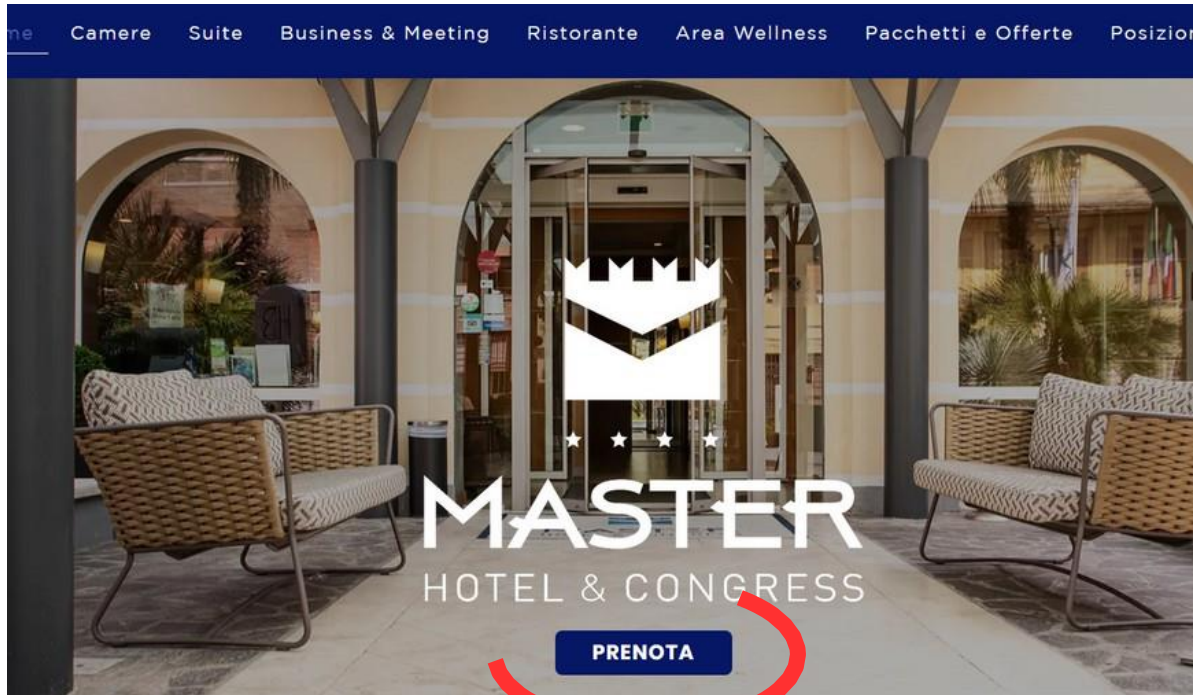 Camere Suite Business & Meeting Ristorante Area Wellness Pacchetti e Offerte
MASTER
HOTEL & CONGRESS
PRENOTA